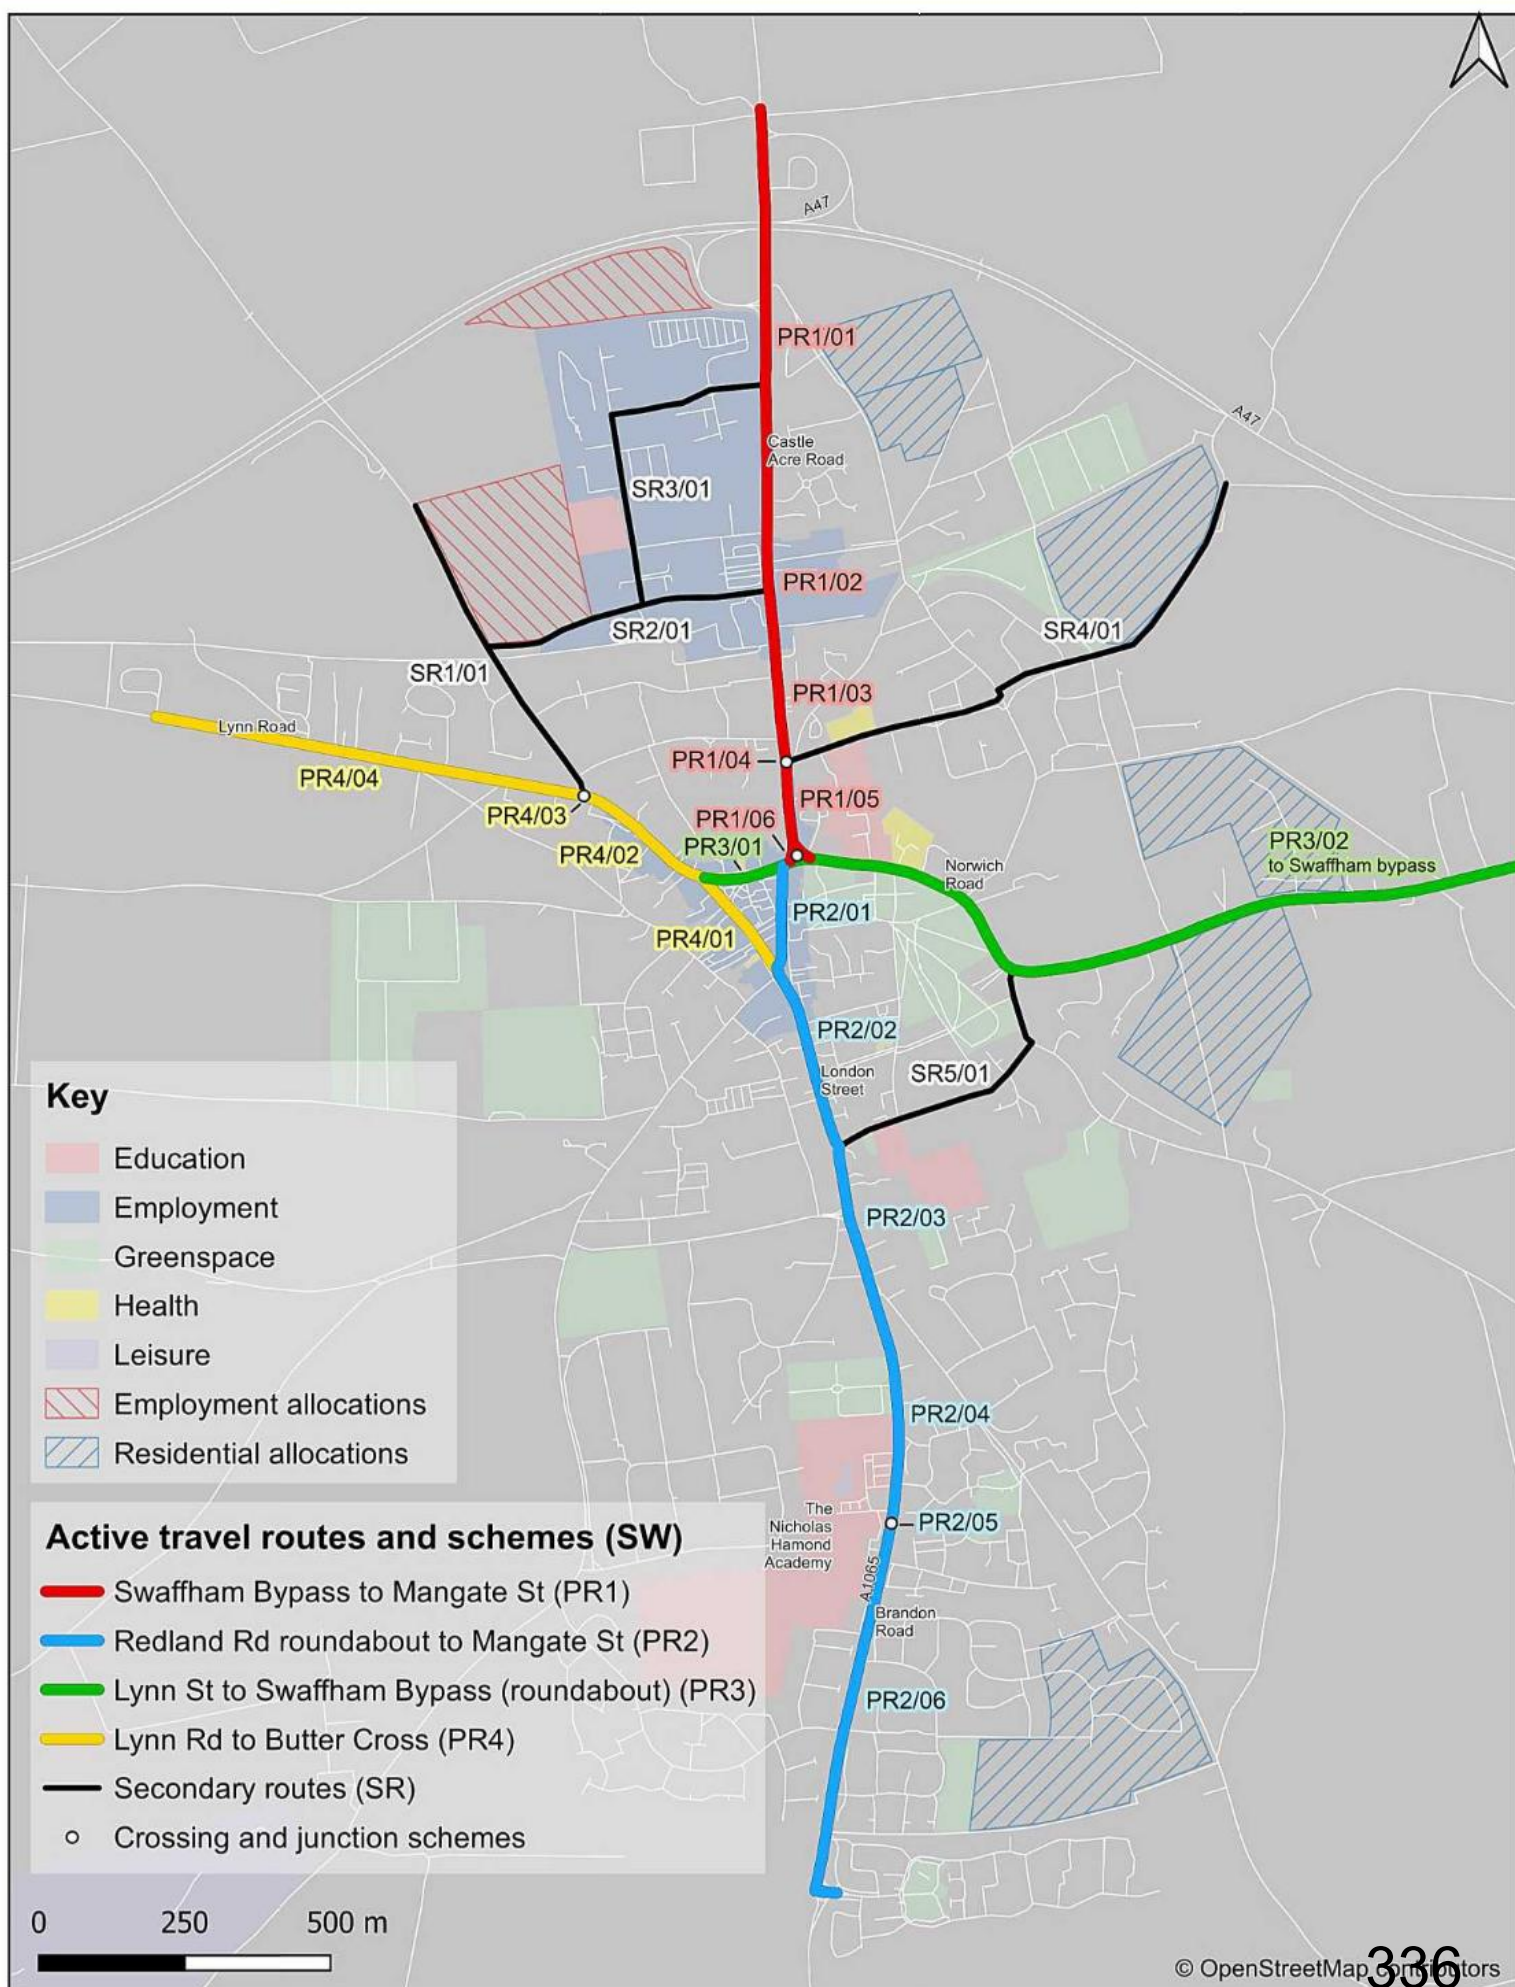 A47
PR1/01
A47
Castle
Acre Road
SR3/01
PR1/02
SR2/01
SR4/01
SR1/01
PR1/03
Lynn Road
PR1/04
PR4/04
PR1/05
PR4/03
PR1/06
PR3/01
PR4/02
PR3/02
to Swaffham bypass
Norwich
Road
PR2/01
PR4/01
PR2/02
London
Street
SR5/01
PR2/03
PR2/04
The
Nicholas
Hamond
Academy
PR2/05
A1065
Brandon
Road
PR2/06
Key
Education
Employment
Greenspace
Health
Leisure
Employment allocations
Residential allocations
Active travel routes and schemes (SW)
Swaffham Bypass to Mangate St (PR1)
Redland Rd roundabout to Mangate St (PR2)
Lynn St to Swaffham Bypass (roundabout) (PR3)
Lynn Rd to Butter Cross (PR4)
Secondary routes (SR)
Crossing and junction schemes
0 250 500 m
© OpenStreetMap contributors
336